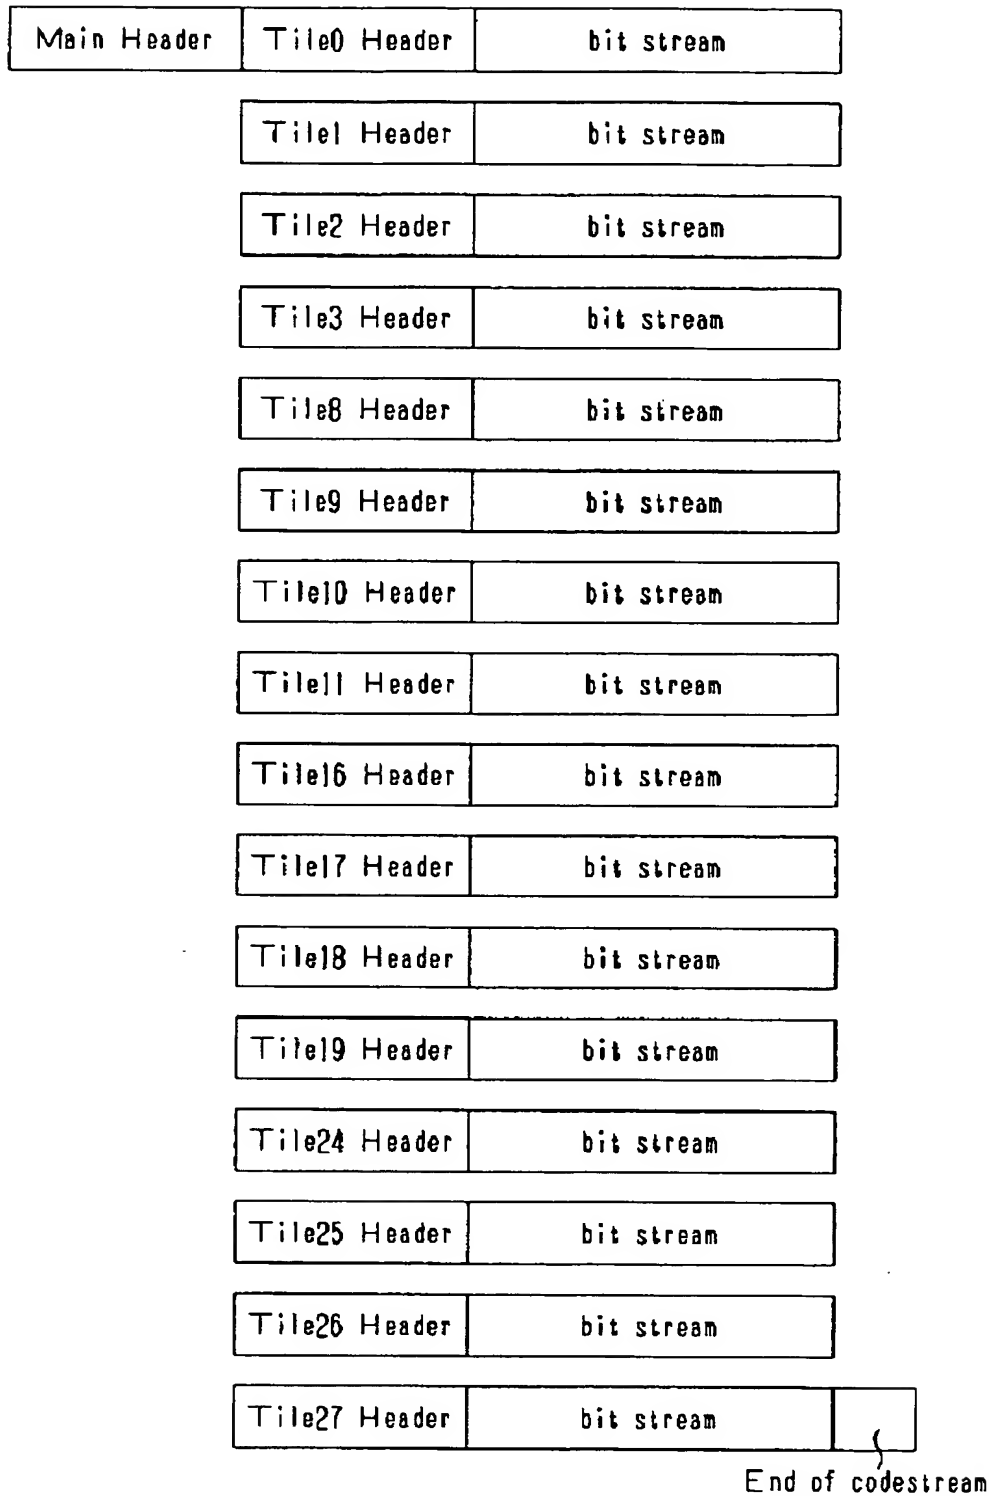 Main Header Tile0 Header bit stream
Tile1 Header bit stream
Tile2 Header bit stream
Tile3 Header bit stream
Tile8 Header bit stream
Tile9 Header bit stream
Tile10 Header bit stream
Tile11 Header bit stream
Tile16 Header bit stream
Tile17 Header bit stream
Tile18 Header bit stream
Tile19 Header bit stream
Tile24 Header bit stream
Tile25 Header bit stream
Tile26 Header bit stream
Tile27 Header bit stream
End of codestream